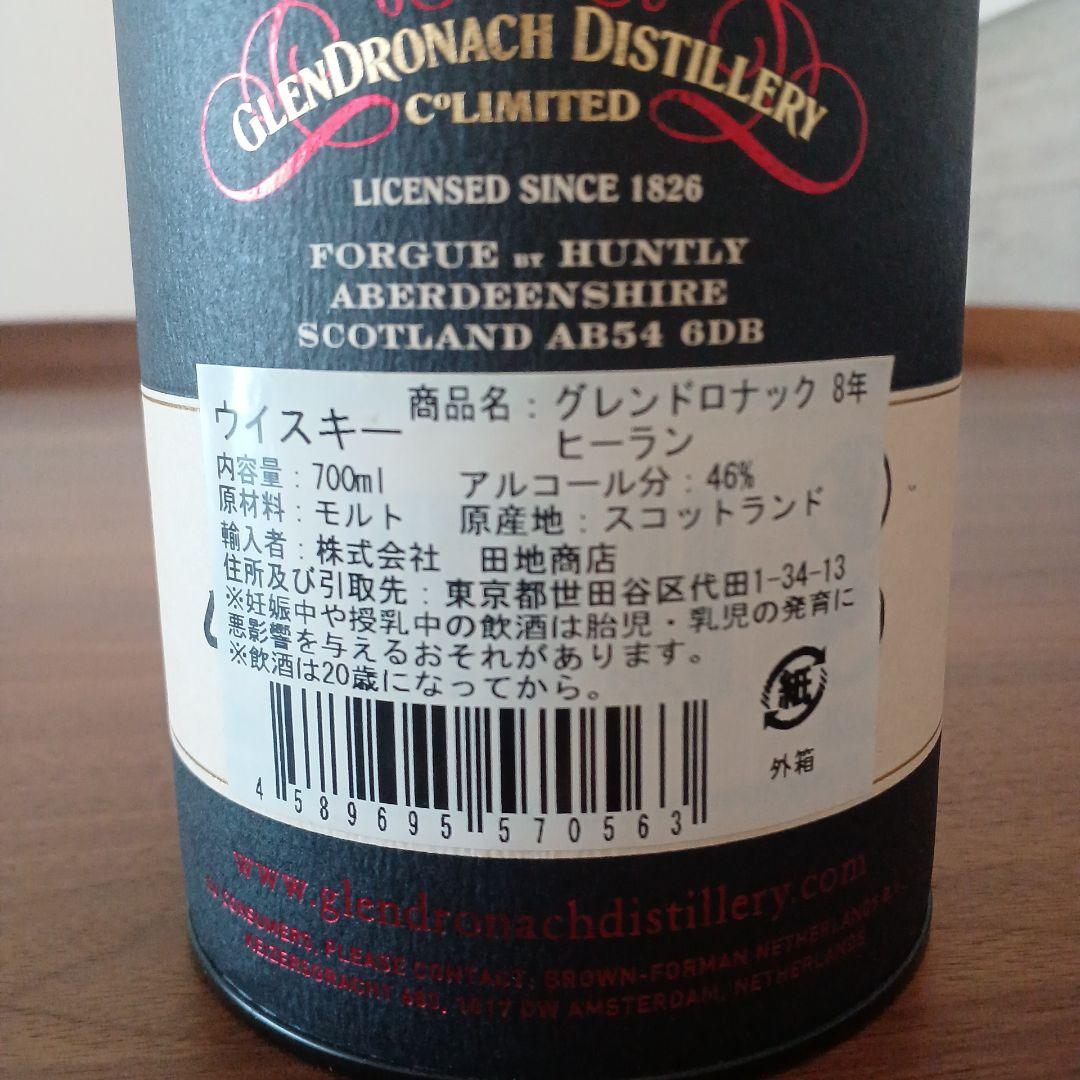 GLENDRONACH DISTILLERY
Cº LIMITED
LICENSED SINCE 1826
FORGUE BY HUNTLY
ABERDEENSHIRE
SCOTLAND AB54 6DB
ウイスキー 商品名:グレンドロナック 8年
ヒーラン
内容量:700ml アルコール分:46%
原材料:モルト 原産地:スコットランド
輸入者:株式会社 田地商店
住所及び引取先:東京都世田谷区代田1-34-13
※妊娠中や授乳中の飲酒は胎児・乳児の発育に
悪影響を与えるおそれがあります。
※飲酒は20歳になってから。
紙
外箱
4 589695 570563
www.glendronachdistillery.com
EU CONSUMERS, PLEASE CONTACT: BROWN-FORMAN NETHERLANDS B.V.,
KEIZERSGRACHT 683, 1017 DW AMSTERDAM, NETHERLANDS